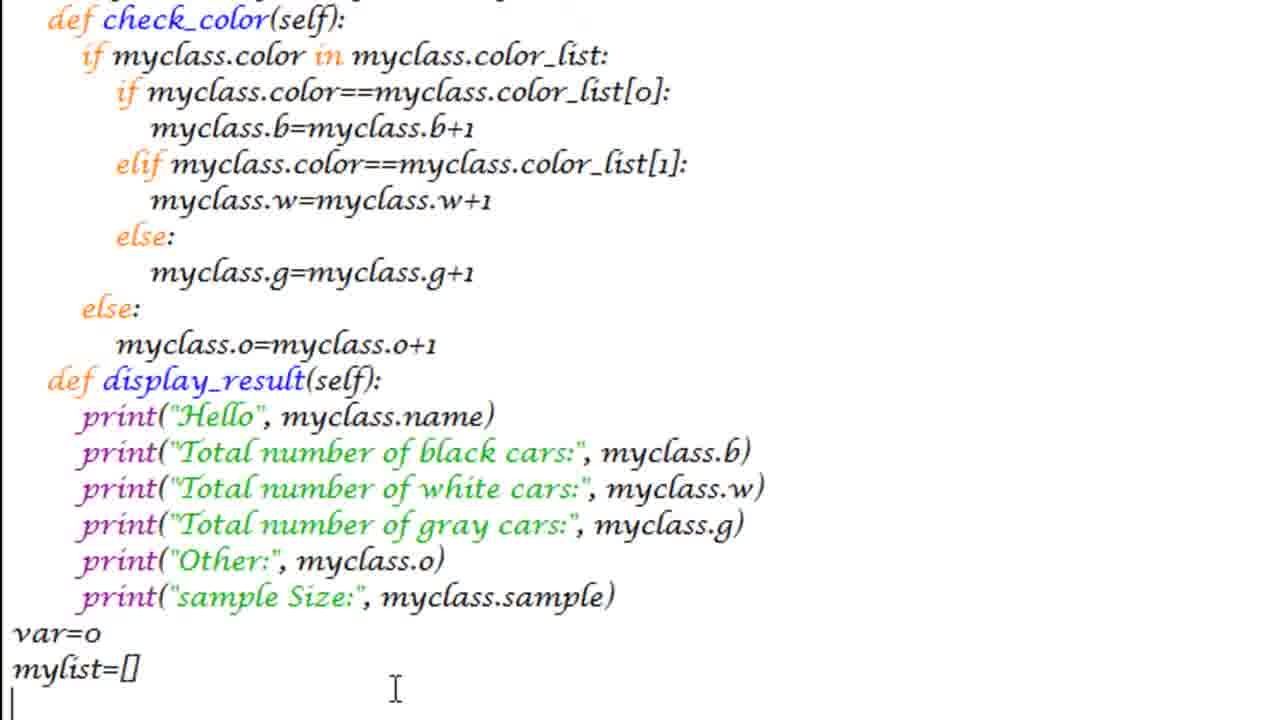 def check_color(self):
if myclass.color in myclass.color_list:
if myclass.color==myclass.color_list[0]:
myclass.b=myclass.b+1
elif myclass.color==myclass.color_list[1]:
myclass.w=myclass.w+1
else:
myclass.g=myclass.g+1
else:
myclass.o=myclass.o+1
def display_result(self):
print("Hello", myclass.name)
print("Total number of black cars:", myclass.b)
print("Total number of white cars:", myclass.w)
print("Total number of gray cars:", myclass.g)
print("Other:", myclass.o)
print("sample Size:", myclass.sample)
var=0
mylist=[]